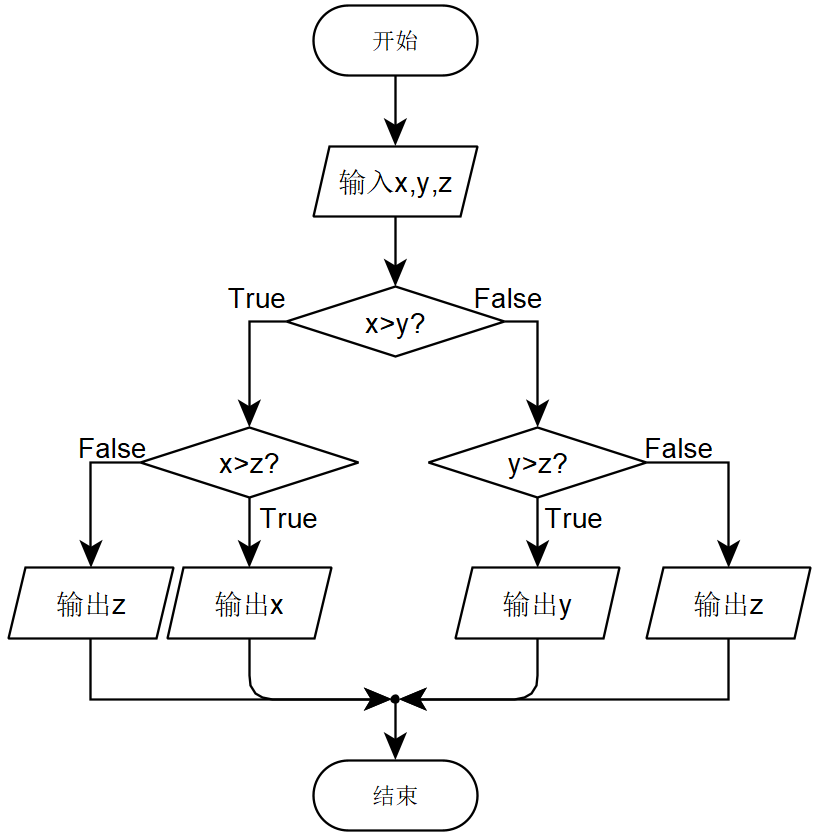 开始
输入x,y,z
True
False
x>y?
False
x>z?
True
y>z?
False
True
输出z
输出x
输出y
输出z
结束